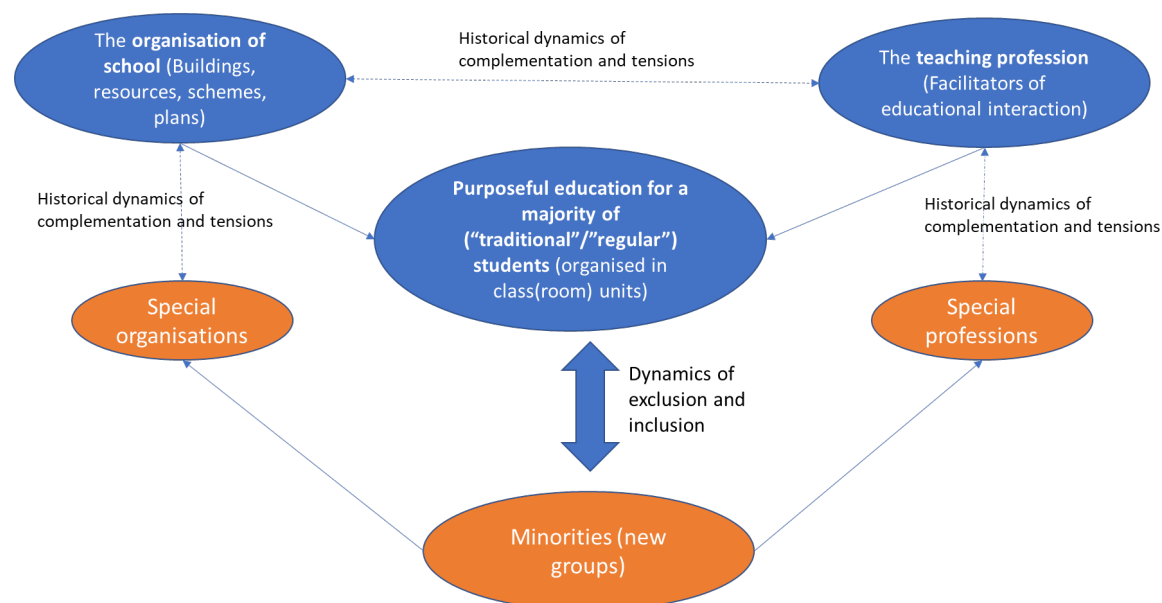 The organisation of
school (Buildings,
resources, schemes,
plans)
Historical dynamics of
complementation and tensions
The teaching profession
(Facilitators of
educational interaction)
Historical dynamics of
complementation and tensions
Purposeful education for a
majority of
(“traditional”/”regular”)
students (organised in
class(room) units)
Historical dynamics of
complementation and tensions
Special
organisations
Special
professions
Dynamics of
exclusion and
inclusion
Minorities (new
groups)